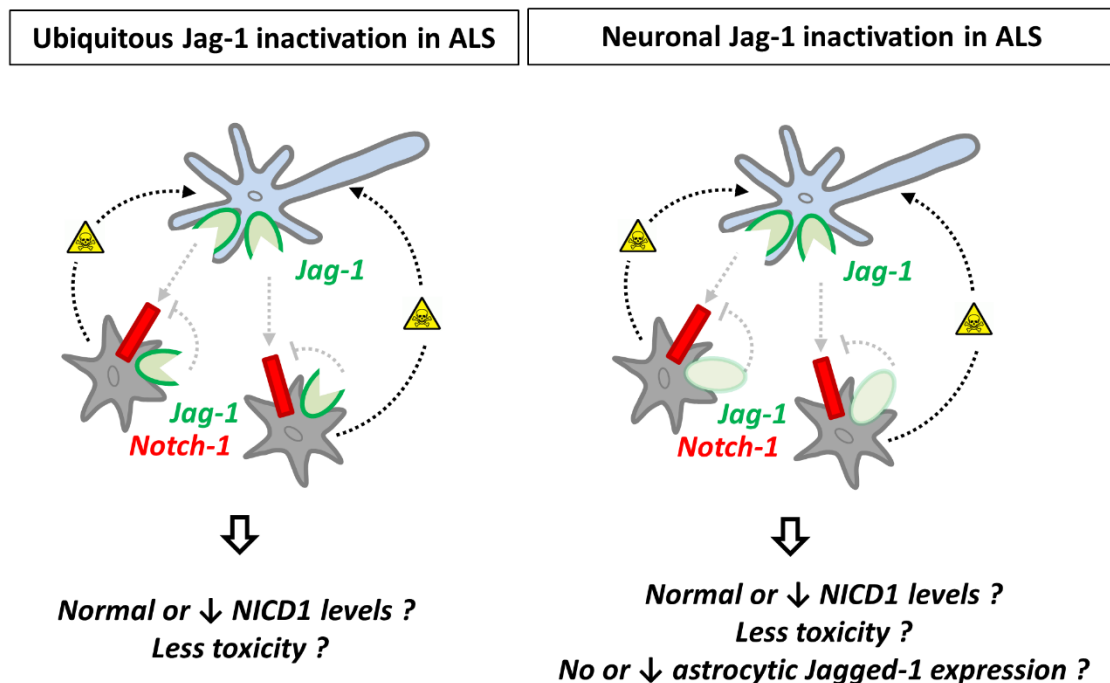 Ubiquitous Jag-1 inactivation in ALS
Jag-1
Jag-1
Notch-1
Normal or ↓ NICD1 levels ?
Less toxicity ?
Neuronal Jag-1 inactivation in ALS
Jag-1
Jag-1
Notch-1
Normal or ↓ NICD1 levels ?
Less toxicity ?
No or ↓ astrocytic Jagged-1 expression ?